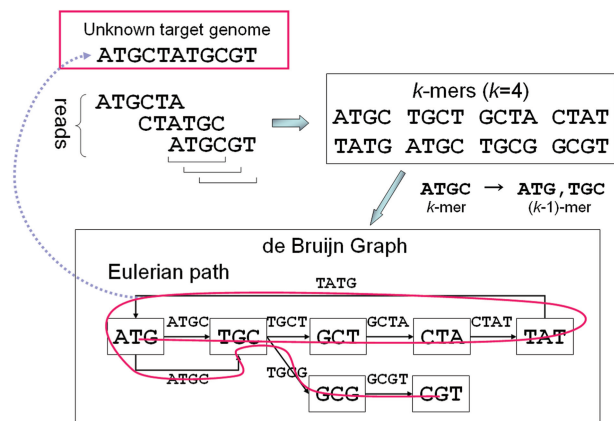 Unknown target genome
ATGCTATGCGT
reads
ATGCTA
CTATGC
ATGCGT
k-mers (k=4)
ATGC TGCT GCTA CTAT
TATG ATGC TGCG GCGT
ATGC → ATG,TGC
k-mer (k-1)-mer
de Bruijn Graph
Eulerian path
TATG
ATGC TGCT GCTA CTAT
ATG TGC GCT CTA TAT
ATGC TGCG GCGT
GCG CGT